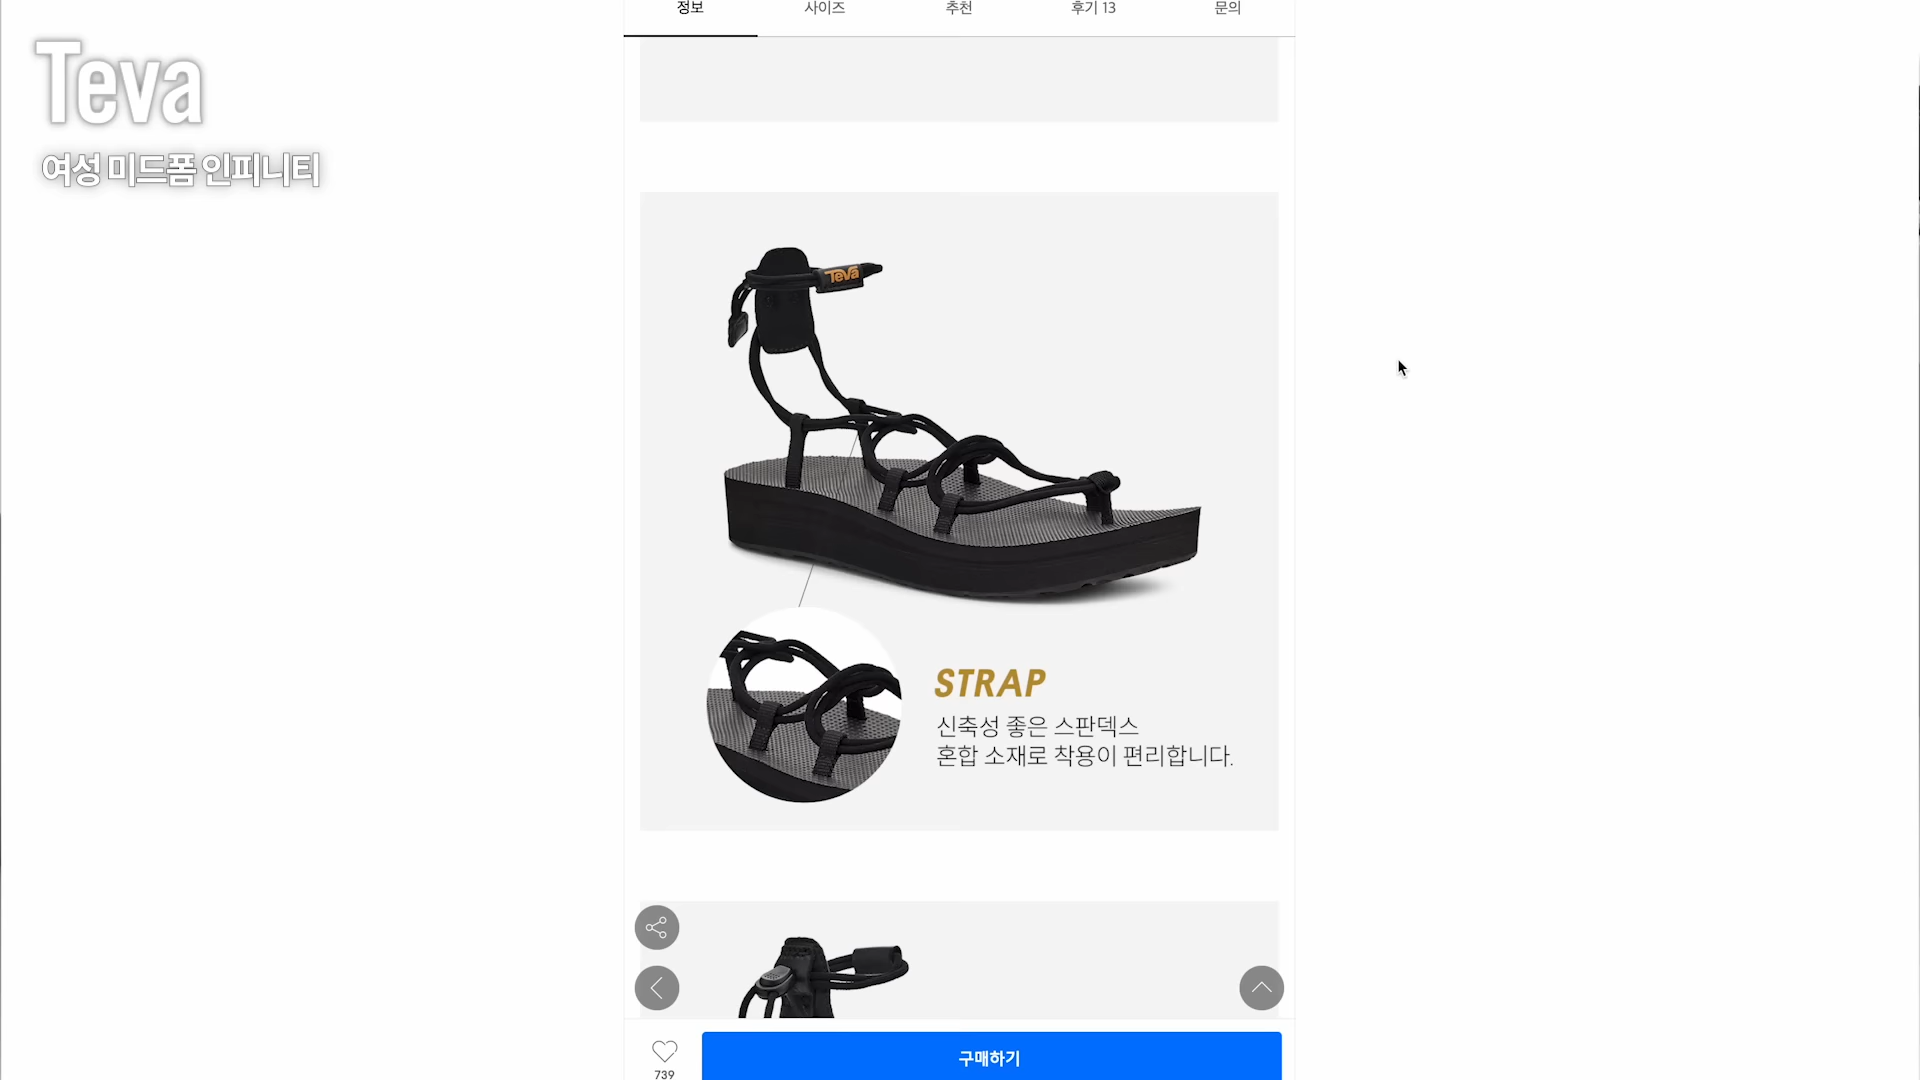 정보
사이즈
추천
후기 13
문의
Teva
여성 미드폼 인피니티
Teva
STRAP
신축성 좋은 스판덱스
혼합 소재로 착용이 편리합니다.
739
구매하기